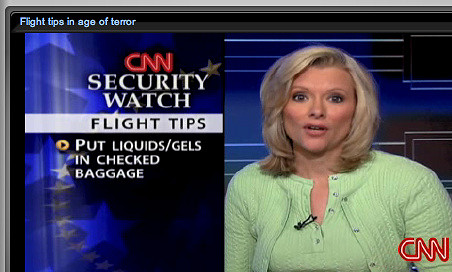 Flight tips in age of terror
CNN
SECURITY
WATCH
FLIGHT TIPS
PUT LIQUIDS/GELS
IN CHECKED
BAGGAGE
CNN